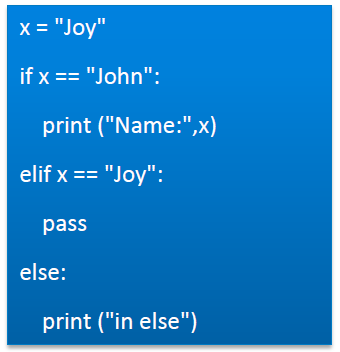 x = "Joy"
if x == "John":
    print ("Name:",x)
elif x == "Joy":
    pass
else:
    print ("in else")